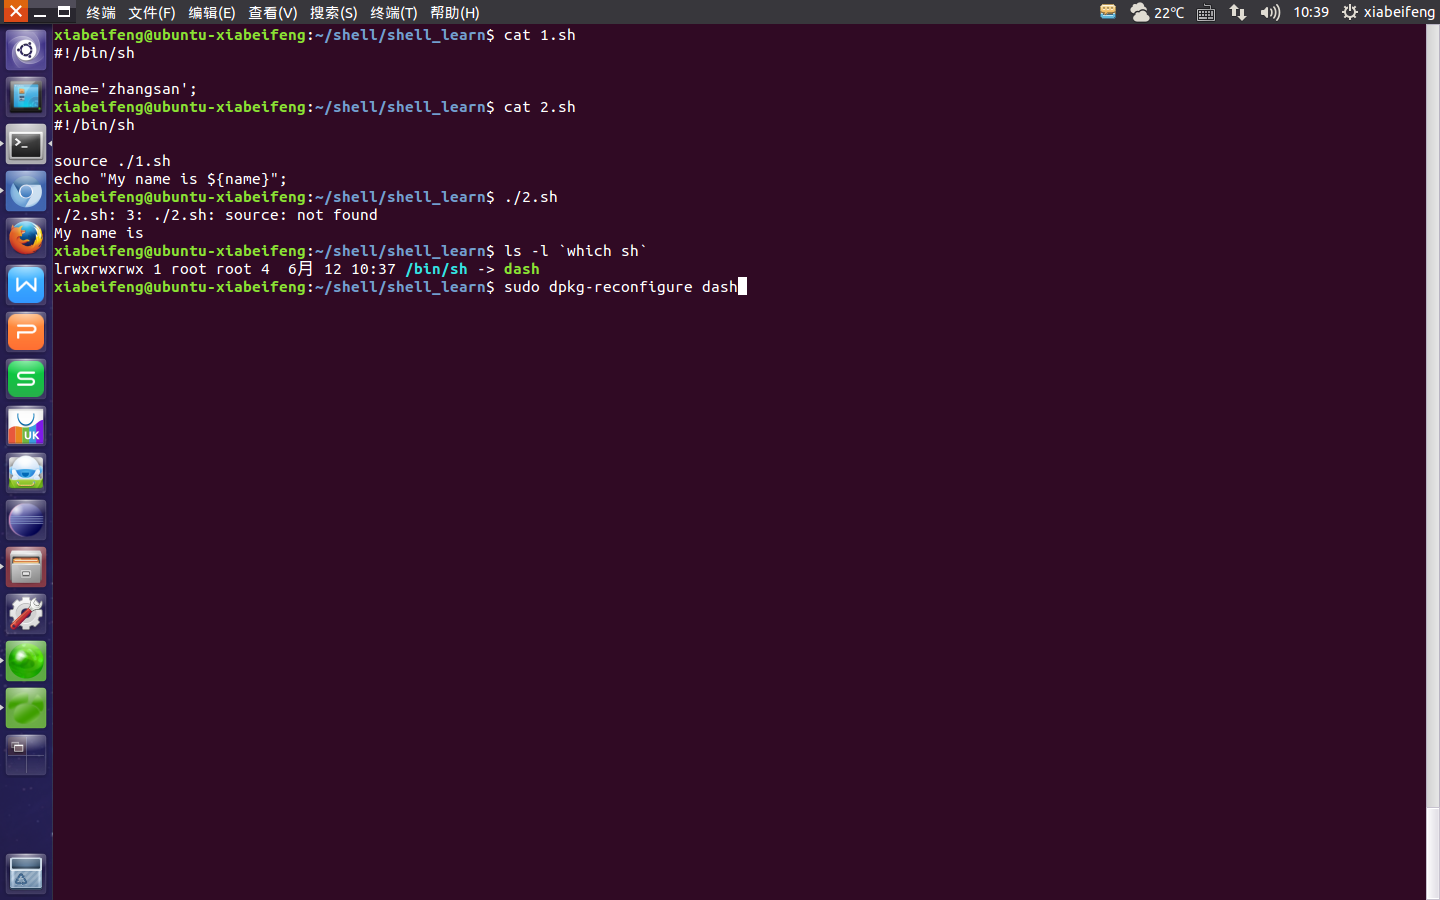 终端 文件(F) 编辑(E) 查看(V) 搜索(S) 终端(T) 帮助(H) 22℃ 10:39 xiabeifeng
xiabeifeng@ubuntu-xiabeifeng:~/shell/shell_learn$ cat 1.sh
#!/bin/sh
name='zhangsan';
xiabeifeng@ubuntu-xiabeifeng:~/shell/shell_learn$ cat 2.sh
#!/bin/sh
source ./1.sh
echo "My name is ${name}";
xiabeifeng@ubuntu-xiabeifeng:~/shell/shell_learn$ ./2.sh
./2.sh: 3: ./2.sh: source: not found
My name is
xiabeifeng@ubuntu-xiabeifeng:~/shell/shell_learn$ ls -l `which sh`
lrwxrwxrwx 1 root root 4  6月 12 10:37 /bin/sh -> dash
xiabeifeng@ubuntu-xiabeifeng:~/shell/shell_learn$ sudo dpkg-reconfigure dash
W
P
S
UK